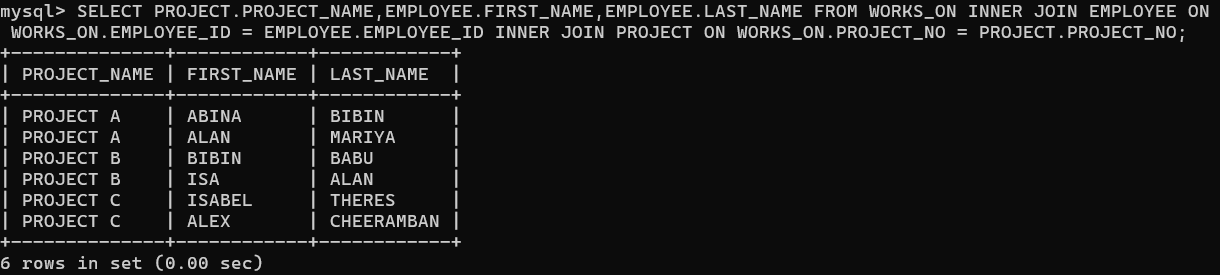 mysql> SELECT PROJECT.PROJECT_NAME,EMPLOYEE.FIRST_NAME,EMPLOYEE.LAST_NAME FROM WORKS_ON INNER JOIN EMPLOYEE ON
 WORKS_ON.EMPLOYEE_ID = EMPLOYEE.EMPLOYEE_ID INNER JOIN PROJECT ON WORKS_ON.PROJECT_NO = PROJECT.PROJECT_NO;
+--------------+------------+------------+
| PROJECT_NAME | FIRST_NAME | LAST_NAME  |
+--------------+------------+------------+
| PROJECT A    | ABINA      | BIBIN      |
| PROJECT A    | ALAN       | MARIYA     |
| PROJECT B    | BIBIN      | BABU       |
| PROJECT B    | ISA        | ALAN       |
| PROJECT C    | ISABEL     | THERES     |
| PROJECT C    | ALEX       | CHEERAMBAN |
+--------------+------------+------------+
6 rows in set (0.00 sec)